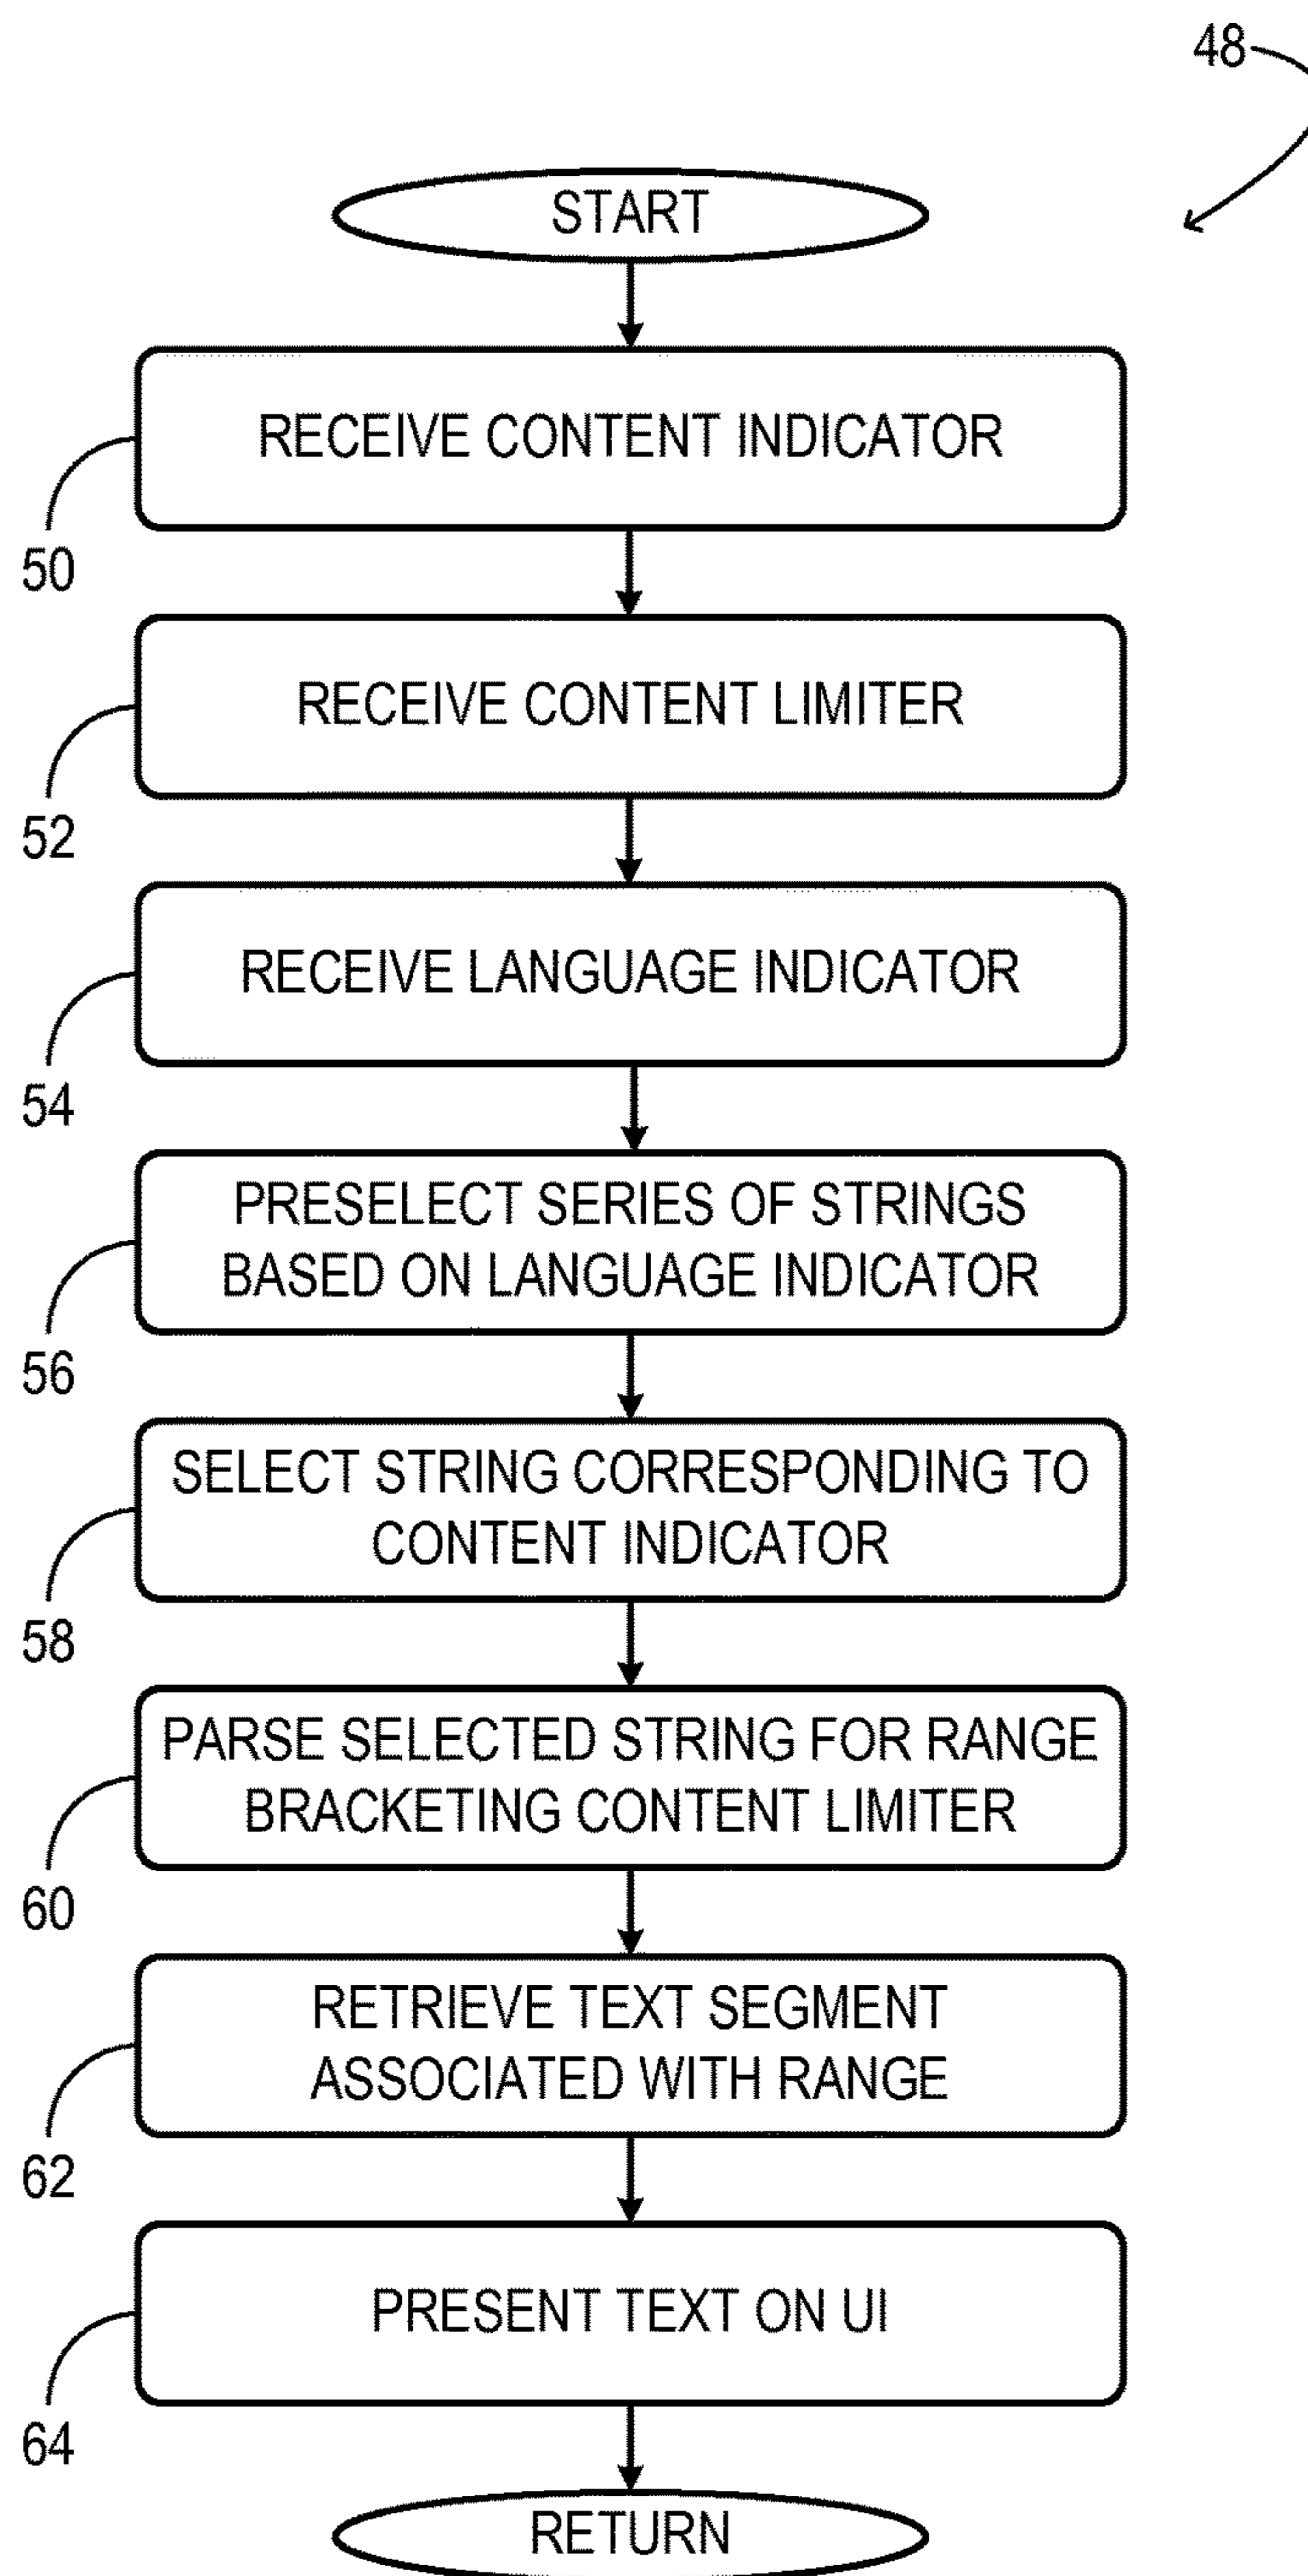 48
START
RECEIVE CONTENT INDICATOR
50
RECEIVE CONTENT LIMITER
52
RECEIVE LANGUAGE INDICATOR
54
PRESELECT SERIES OF STRINGS
BASED ON LANGUAGE INDICATOR
56
SELECT STRING CORRESPONDING TO
CONTENT INDICATOR
58
PARSE SELECTED STRING FOR RANGE
BRACKETING CONTENT LIMITER
60
RETRIEVE TEXT SEGMENT
ASSOCIATED WITH RANGE
62
PRESENT TEXT ON UI
64
RETURN